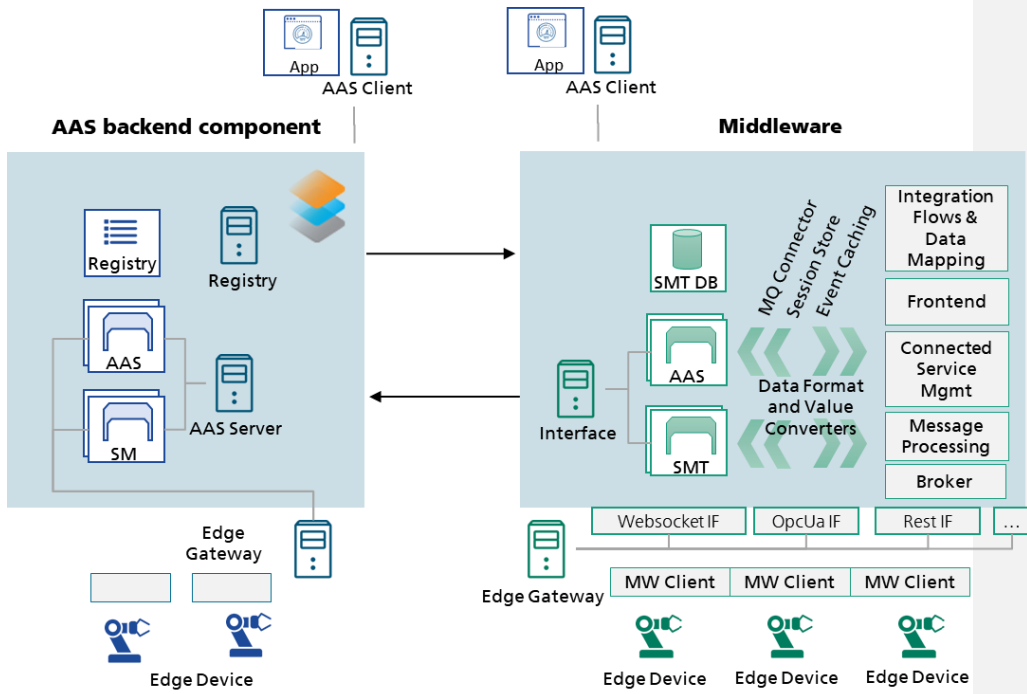 App
AAS Client
App
AAS Client
AAS backend component
Middleware
Registry
Registry
AAS
SM
AAS Server
SMT DB
AAS
SMT
Interface
MQ Connector
Session Store
Event Caching
Data Format
and Value
Converters
Integration
Flows &
Data
Mapping
Frontend
Connected
Service
Mgmt
Message
Processing
Broker
Edge
Gateway
Edge Device
Websocket IF
OpcUa IF
Rest IF
...
Edge Gateway
MW Client
MW Client
MW Client
Edge Device
Edge Device
Edge Device